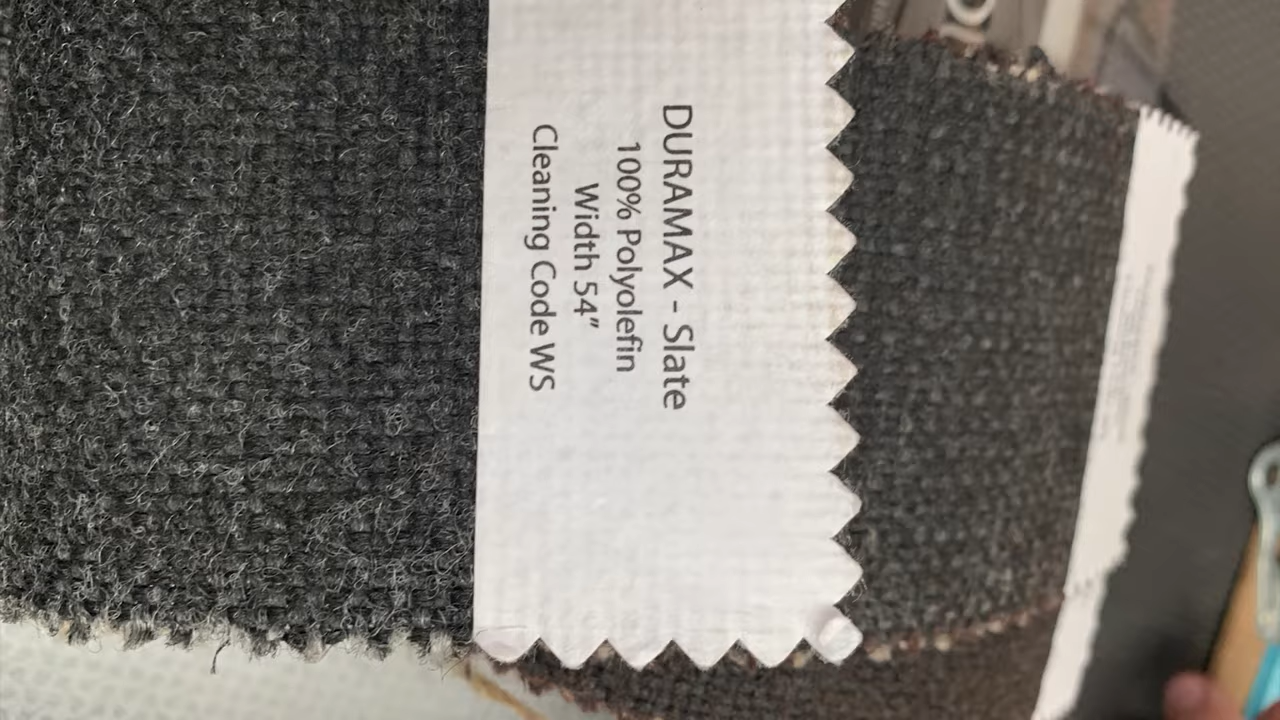 DURAMAX - Slate
100% Polyolefin
Width 54”
Cleaning Code WS